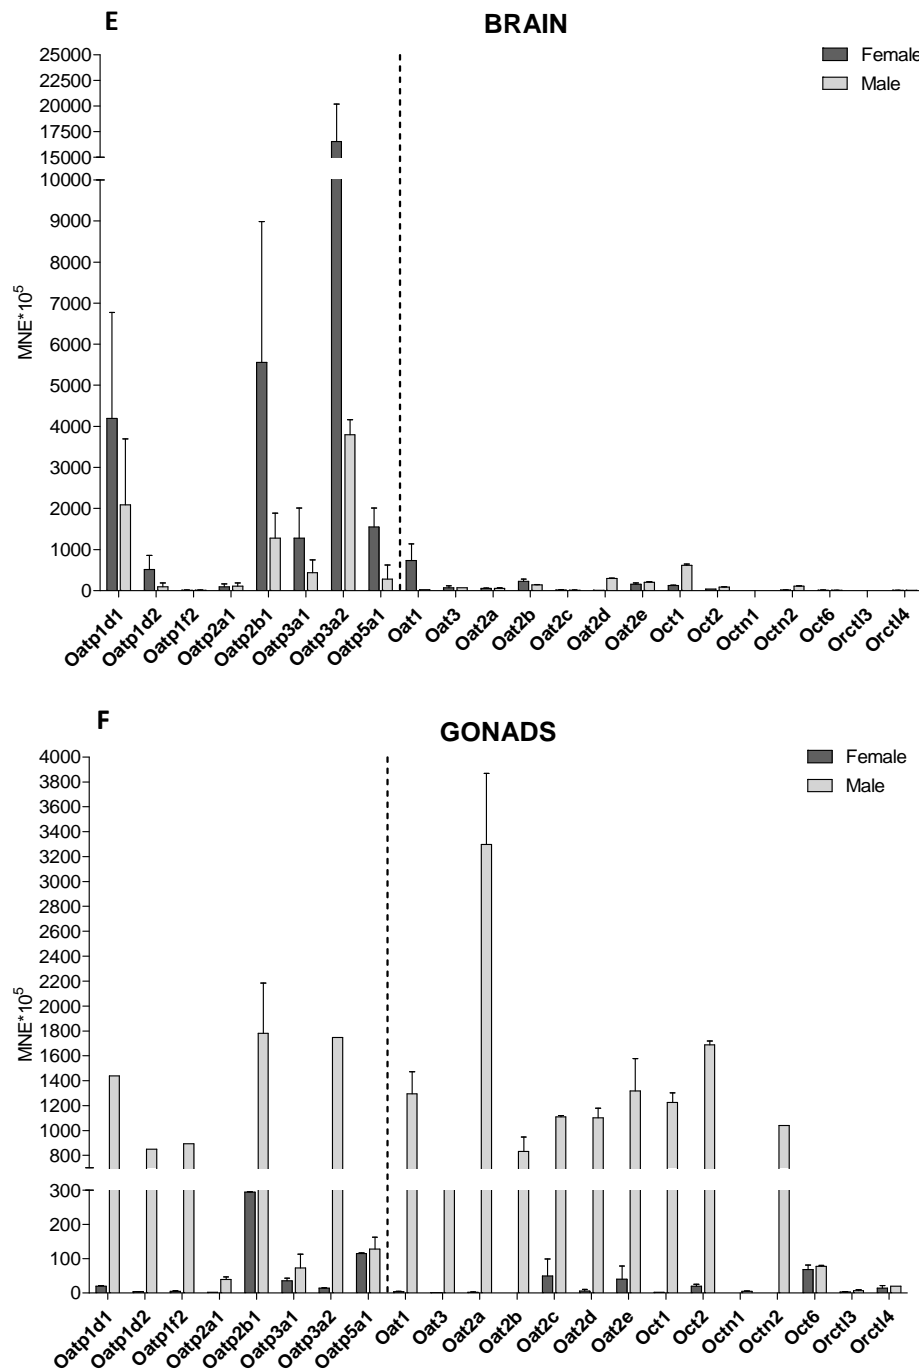 E
BRAIN
Female
Male
25000
22500
20000
17500
15000
10000
9000
8000
7000
6000
5000
4000
3000
2000
1000
0
MNE*10⁵
Oatp1d1
Oatp1d2
Oatp1f2
Oatp2a1
Oatp2b1
Oatp3a1
Oatp3a2
Oatp5a1
Oat1
Oat3
Oat2a
Oat2b
Oat2c
Oat2d
Oat2e
Oct1
Oct2
Octn1
Octn2
Oct6
Orctl3
Orctl4
F
GONADS
Female
Male
4000
3800
3600
3400
3200
3000
2800
2600
2400
2200
2000
1800
1600
1400
1200
1000
800
300
200
100
0
MNE*10⁵
Oatp1d1
Oatp1d2
Oatp1f2
Oatp2a1
Oatp2b1
Oatp3a1
Oatp3a2
Oatp5a1
Oat1
Oat3
Oat2a
Oat2b
Oat2c
Oat2d
Oat2e
Oct1
Oct2
Octn1
Octn2
Oct6
Orctl3
Orctl4